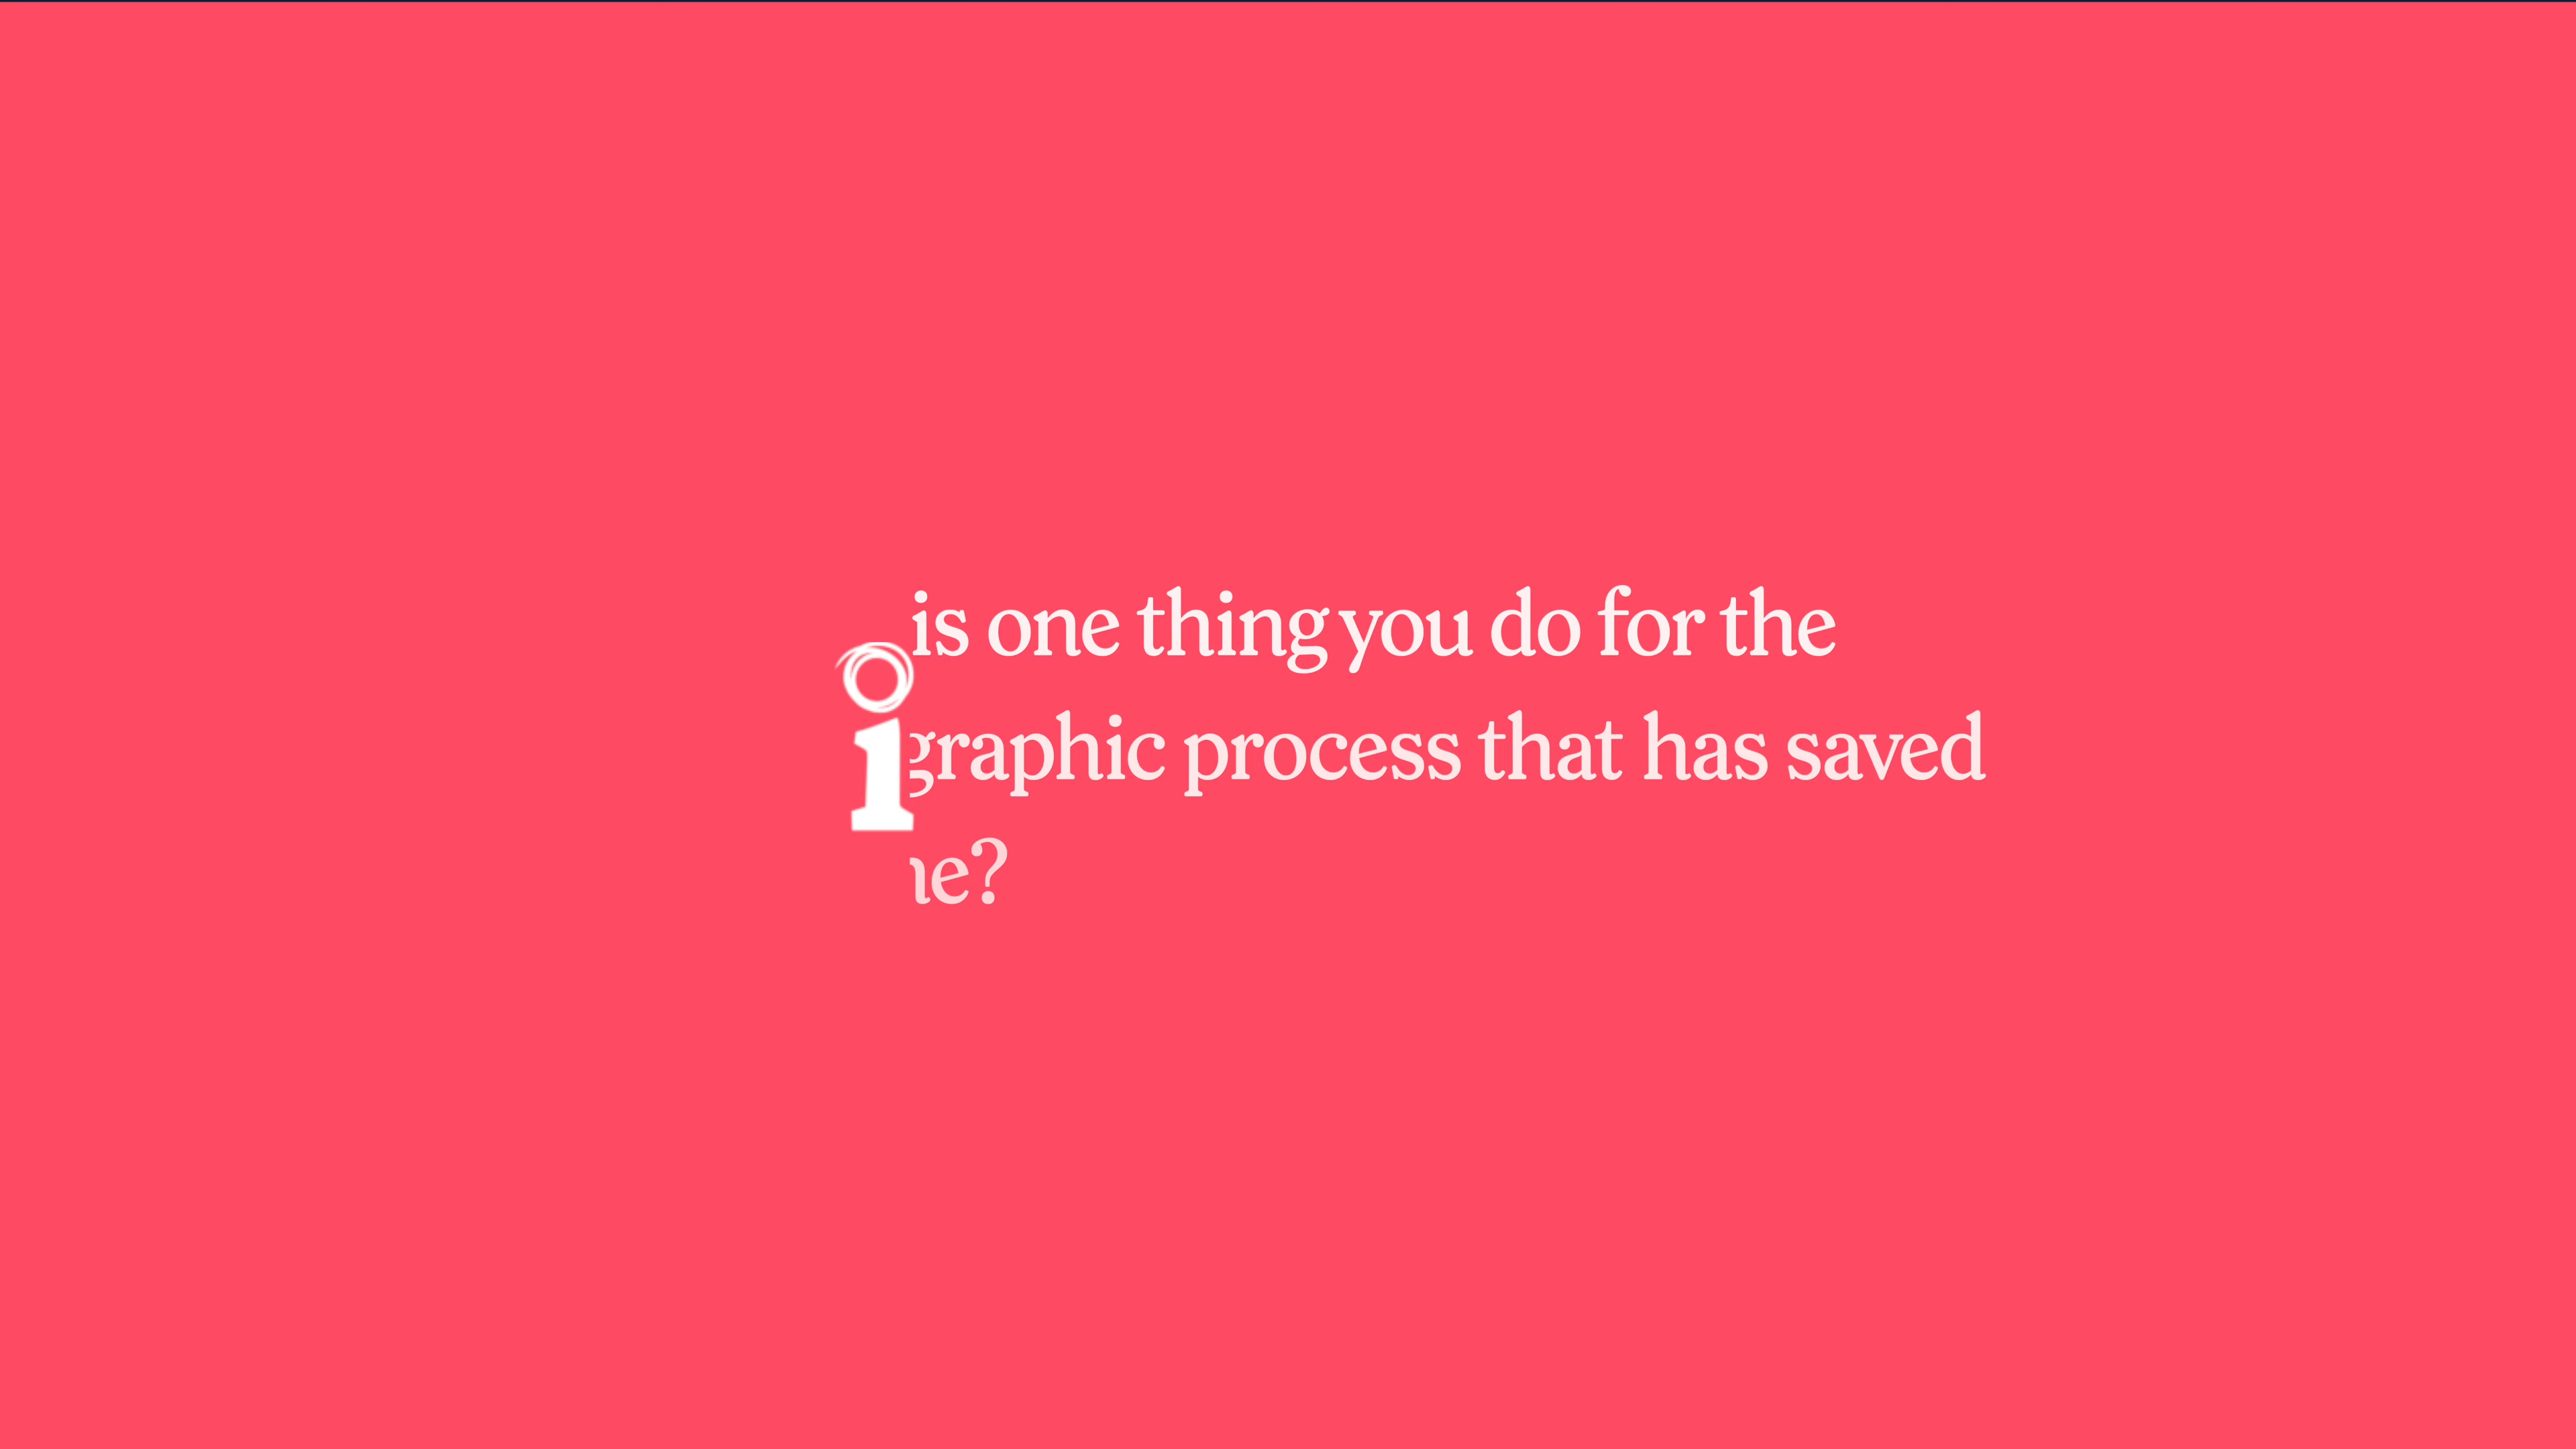 is one thing you do for the
i
graphic process that has saved
?